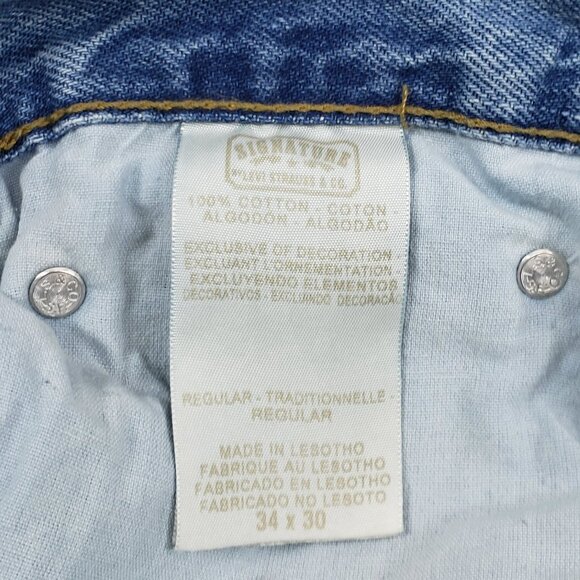 SIGNATURE
BY LEVI STRAUSS & CO.
100% COTTON - COTON -
ALGODÓN - ALGODÃO
EXCLUSIVE OF DECORATION -
EXCLUANT L'ORNEMENTATION -
EXCLUYENDO ELEMENTOS
DECORATIVOS - EXCLUINDO DECORAÇÃO
REGULAR - TRADITIONNELLE -
REGULAR
MADE IN LESOTHO
FABRIQUE AU LESOTHO
FABRICADO EN LESOTHO
FABRICADO NO LESOTO
34 x 30